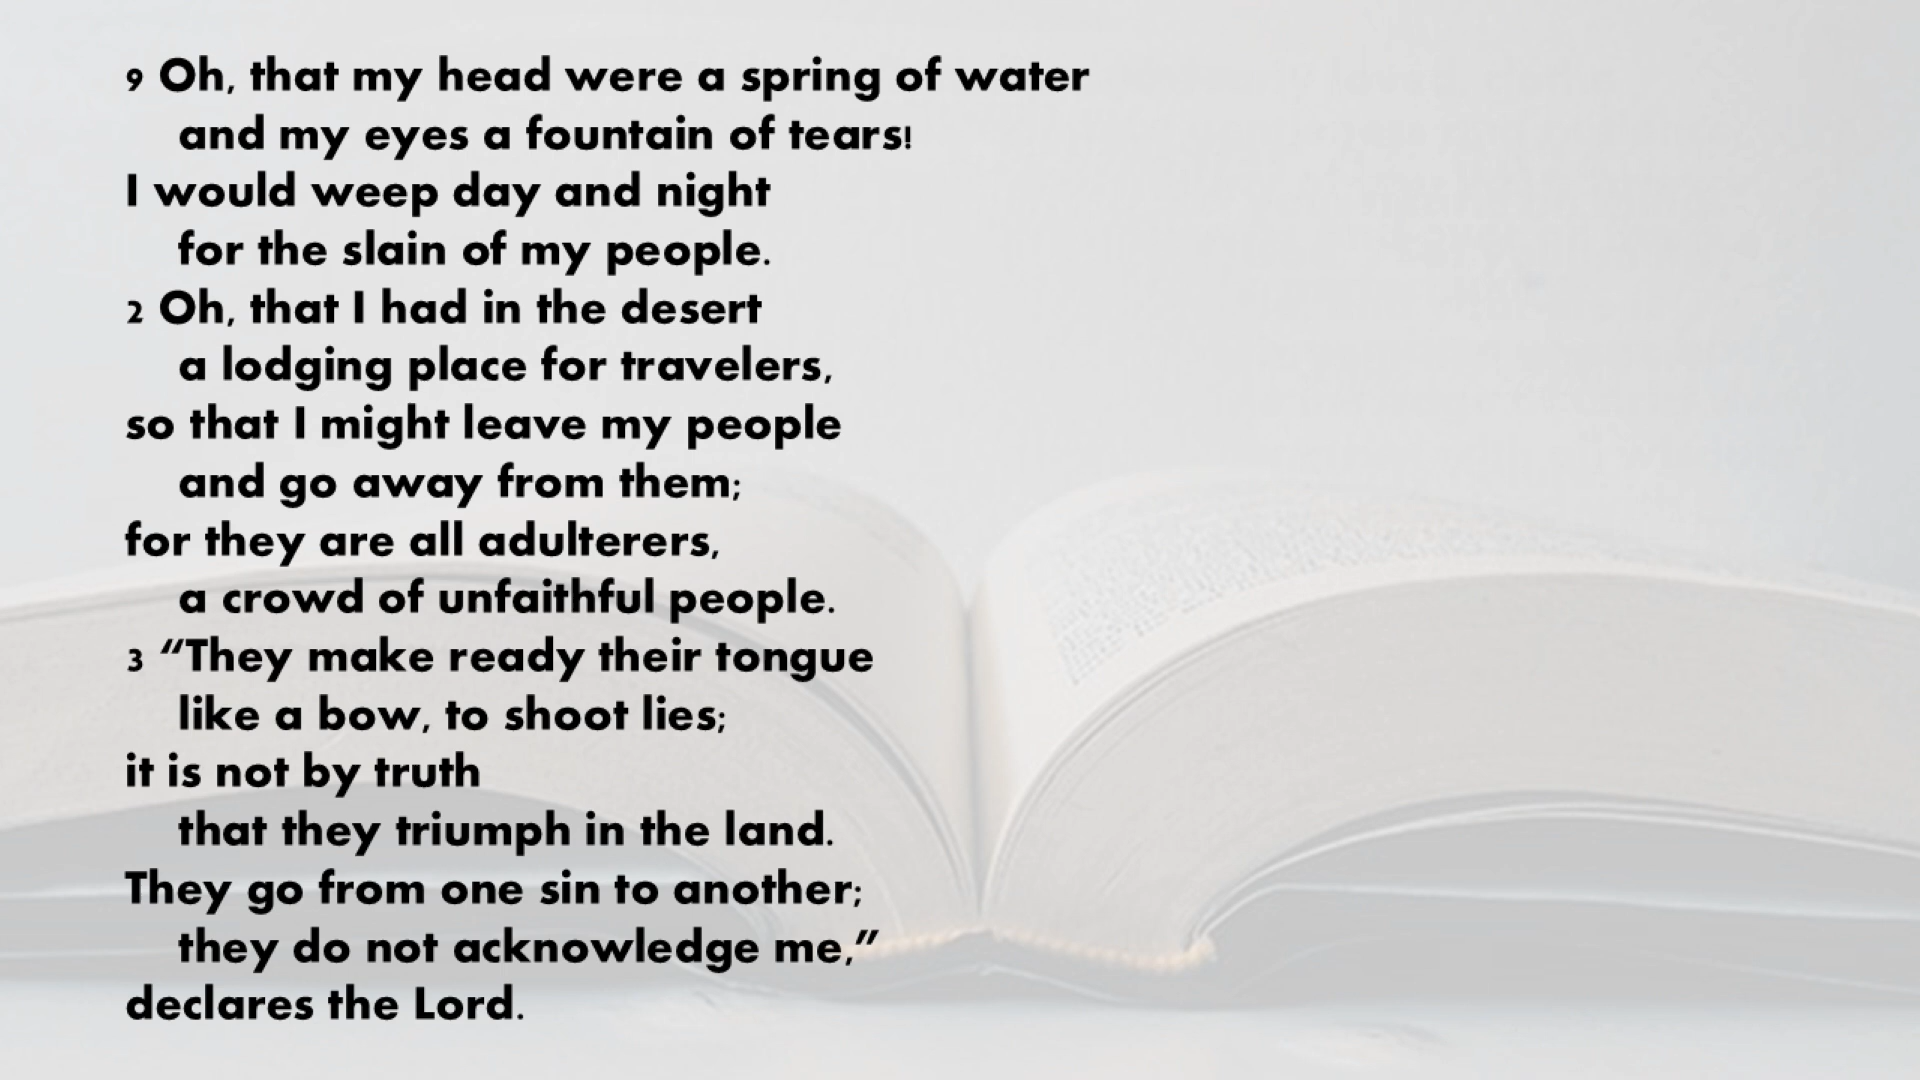 9 Oh, that my head were a spring of water
and my eyes a fountain of tears!
I would weep day and night
for the slain of my people.
2 Oh, that I had in the desert
a lodging place for travelers,
so that I might leave my people
and go away from them;
for they are all adulterers,
a crowd of unfaithful people.
3 “They make ready their tongue
like a bow, to shoot lies;
it is not by truth
that they triumph in the land.
They go from one sin to another;
they do not acknowledge me,”
declares the Lord.